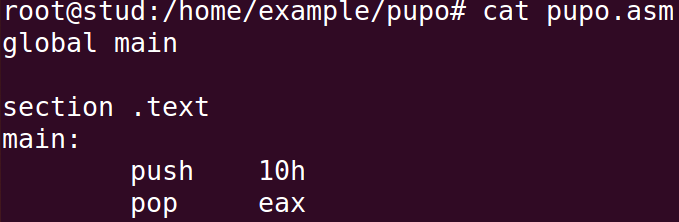 root@stud:/home/example/pupo# cat pupo.asm
global main
section .text
main:
push 10h
pop eax